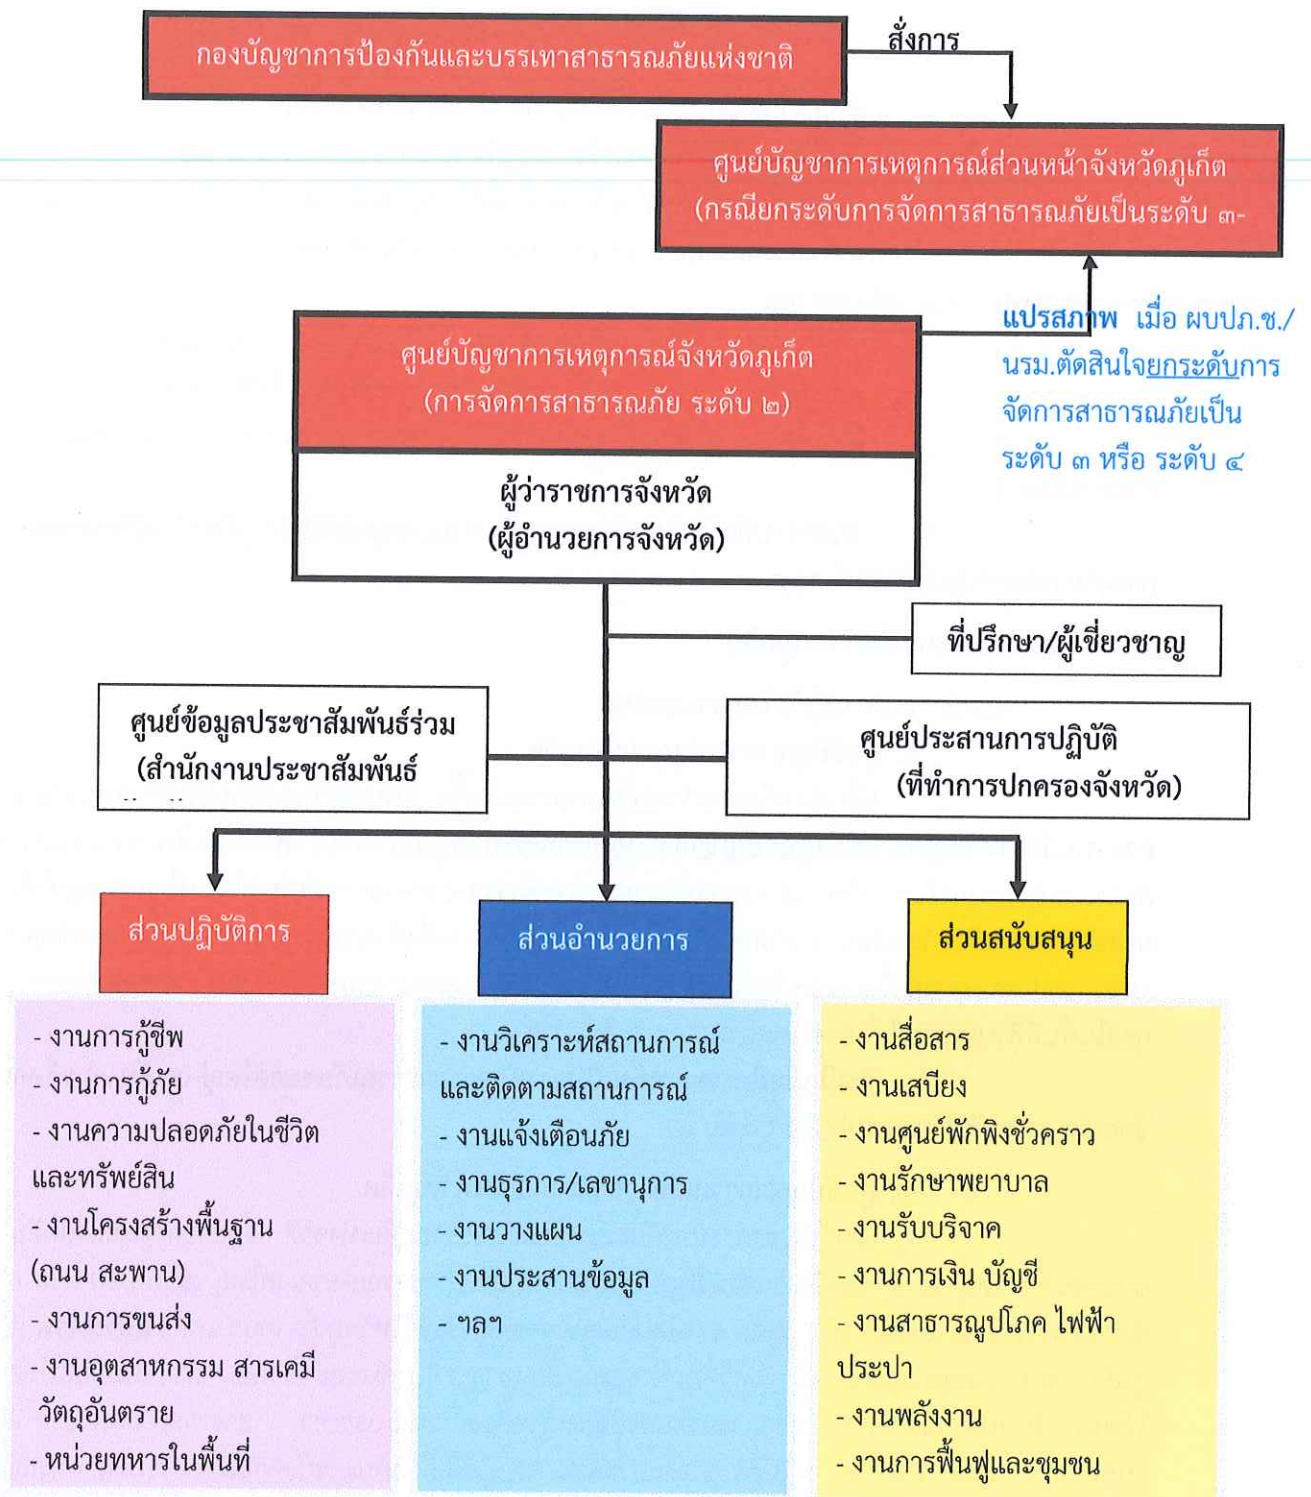 กองบัญชาการป้องกันและบรรเทาสาธารณภัยแห่งชาติ
สั่งการ
ศูนย์บัญชาการเหตุการณ์ส่วนหน้าจังหวัดภูเก็ต
(กรณียกระดับการจัดการสาธารณภัยเป็นระดับ ๓-
แปรสภาพ เมื่อ ผบปภ.ช./
นรม.ตัดสินใจยกระดับการ
จัดการสาธารณภัยเป็น
ระดับ ๓ หรือ ระดับ ๔
ศูนย์บัญชาการเหตุการณ์จังหวัดภูเก็ต
(การจัดการสาธารณภัย ระดับ ๒)
ผู้ว่าราชการจังหวัด
(ผู้อำนวยการจังหวัด)
ที่ปรึกษา/ผู้เชี่ยวชาญ
ศูนย์ข้อมูลประชาสัมพันธ์ร่วม
(สำนักงานประชาสัมพันธ์
ศูนย์ประสานการปฏิบัติ
(ที่ทำการปกครองจังหวัด)
ส่วนปฏิบัติการ
- งานการกู้ชีพ
- งานการกู้ภัย
- งานความปลอดภัยในชีวิต
และทรัพย์สิน
- งานโครงสร้างพื้นฐาน
(ถนน สะพาน)
- งานการขนส่ง
- งานอุตสาหกรรม สารเคมี
วัตถุอันตราย
- หน่วยทหารในพื้นที่
ส่วนอำนวยการ
- งานวิเคราะห์สถานการณ์
และติดตามสถานการณ์
- งานแจ้งเตือนภัย
- งานธุรการ/เลขานุการ
- งานวางแผน
- งานประสานข้อมูล
- ฯลฯ
ส่วนสนับสนุน
- งานสื่อสาร
- งานเสบียง
- งานศูนย์พักพิงชั่วคราว
- งานรักษาพยาบาล
- งานรับบริจาค
- งานการเงิน บัญชี
- งานสาธารณูปโภค ไฟฟ้า
ประปา
- งานพลังงาน
- งานการฟื้นฟูและชุมชน